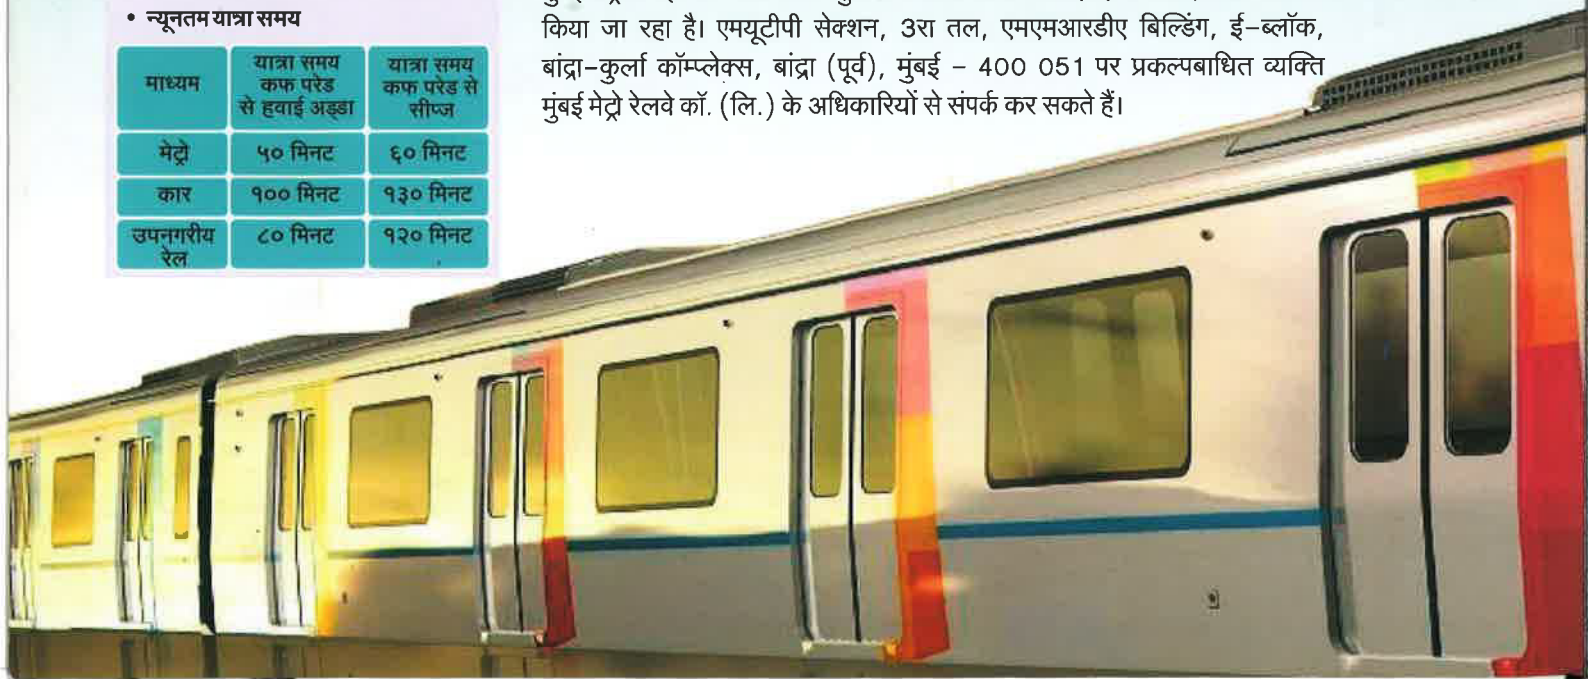 • न्यूनतम यात्रा समय
माध्यम
यात्रा समय
कफ परेड
से हवाई अड्डा
यात्रा समय
कफ परेड से
सीप्ज
मेट्रो
५० मिनट
६० मिनट
कार
१०० मिनट
१३० मिनट
उपनगरीय
रेल
८० मिनट
१२० मिनट
किया जा रहा है। एमयूटीपी सेक्शन, 3रा तल, एमएमआरडीए बिल्डिंग, ई-ब्लॉक,
बांद्रा-कुर्ला कॉम्प्लेक्स, बांद्रा (पूर्व), मुंबई - 400 051 पर प्रकल्पबाधित व्यक्ति
मुंबई मेट्रो रेलवे कॉ. (लि.) के अधिकारियों से संपर्क कर सकते हैं।